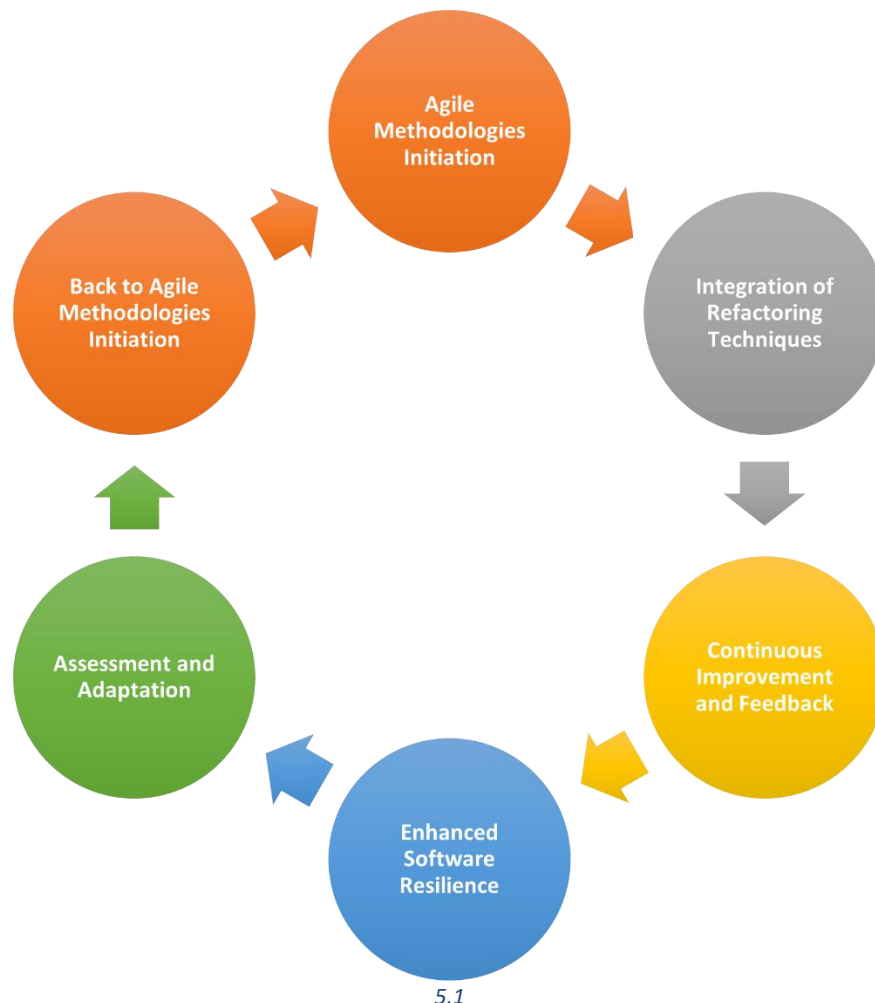 Agile
Methodologies
Initiation
Integration of
Refactoring
Techniques
Continuous
Improvement
and Feedback
Enhanced
Software
Resilience
Assessment and
Adaptation
Back to Agile
Methodologies
Initiation
5.1